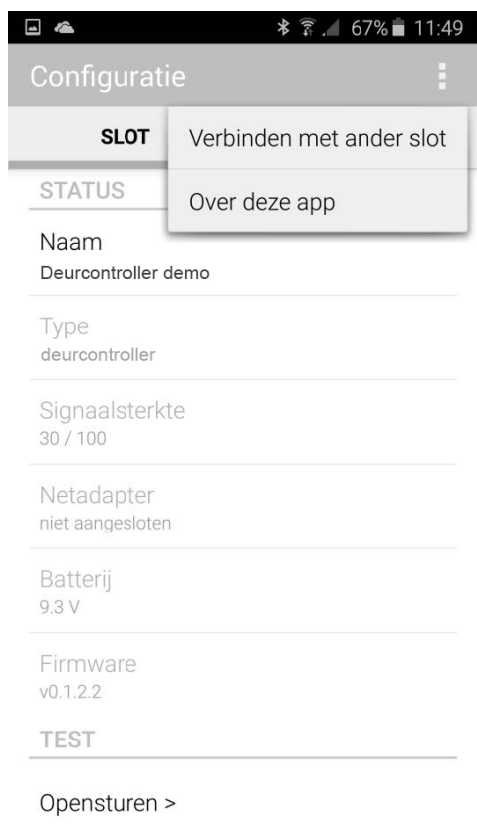 67% 11:49
Configuratie
SLOT
Verbinden met ander slot
Over deze app
STATUS
Naam
Deurcontroller demo
Type
deurcontroller
Signaalsterkte
30 / 100
Netadapter
niet aangesloten
Batterij
9.3 V
Firmware
v0.1.2.2
TEST
Opensturen >